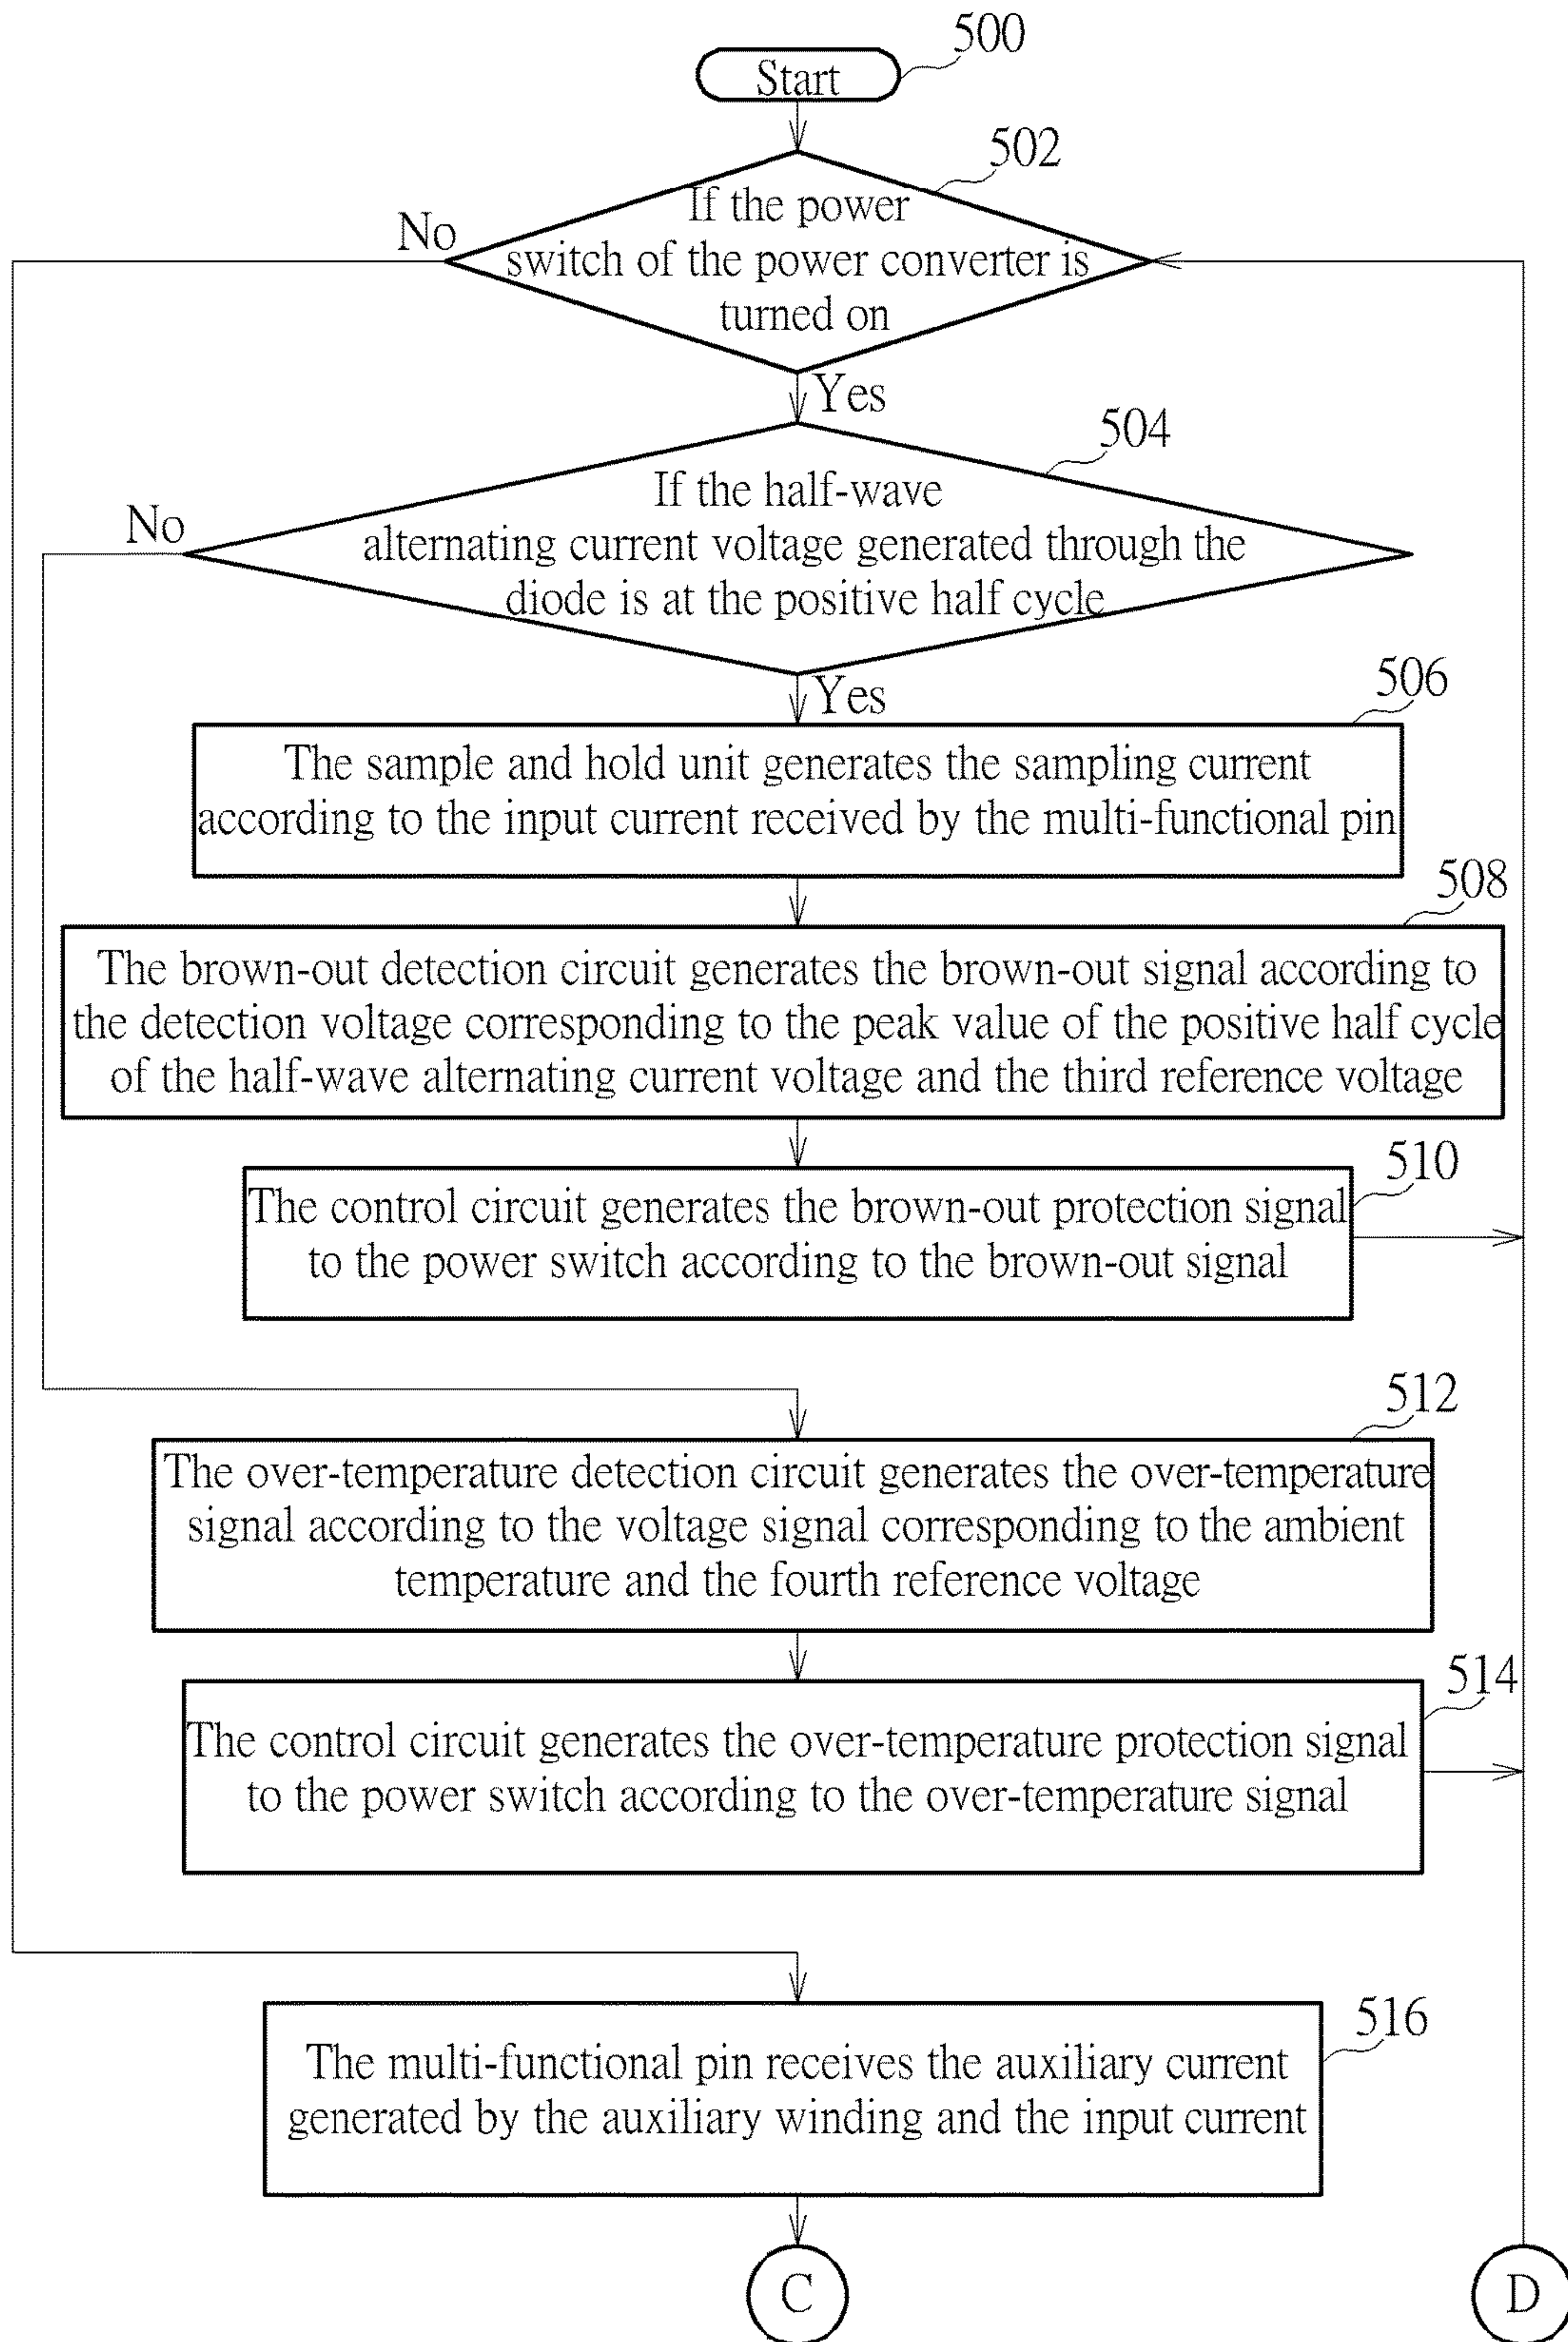 500
Start
502
If the power
switch of the power converter is
turned on
No
Yes
504
If the half-wave
alternating current voltage generated through the
diode is at the positive half cycle
No
Yes
506
The sample and hold unit generates the sampling current
according to the input current received by the multi-functional pin
508
The brown-out detection circuit generates the brown-out signal according to
the detection voltage corresponding to the peak value of the positive half cycle
of the half-wave alternating current voltage and the third reference voltage
510
The control circuit generates the brown-out protection signal
to the power switch according to the brown-out signal
512
The over-temperature detection circuit generates the over-temperature
signal according to the voltage signal corresponding to the ambient
temperature and the fourth reference voltage
514
The control circuit generates the over-temperature protection signal
to the power switch according to the over-temperature signal
516
The multi-functional pin receives the auxiliary current
generated by the auxiliary winding and the input current
C
D